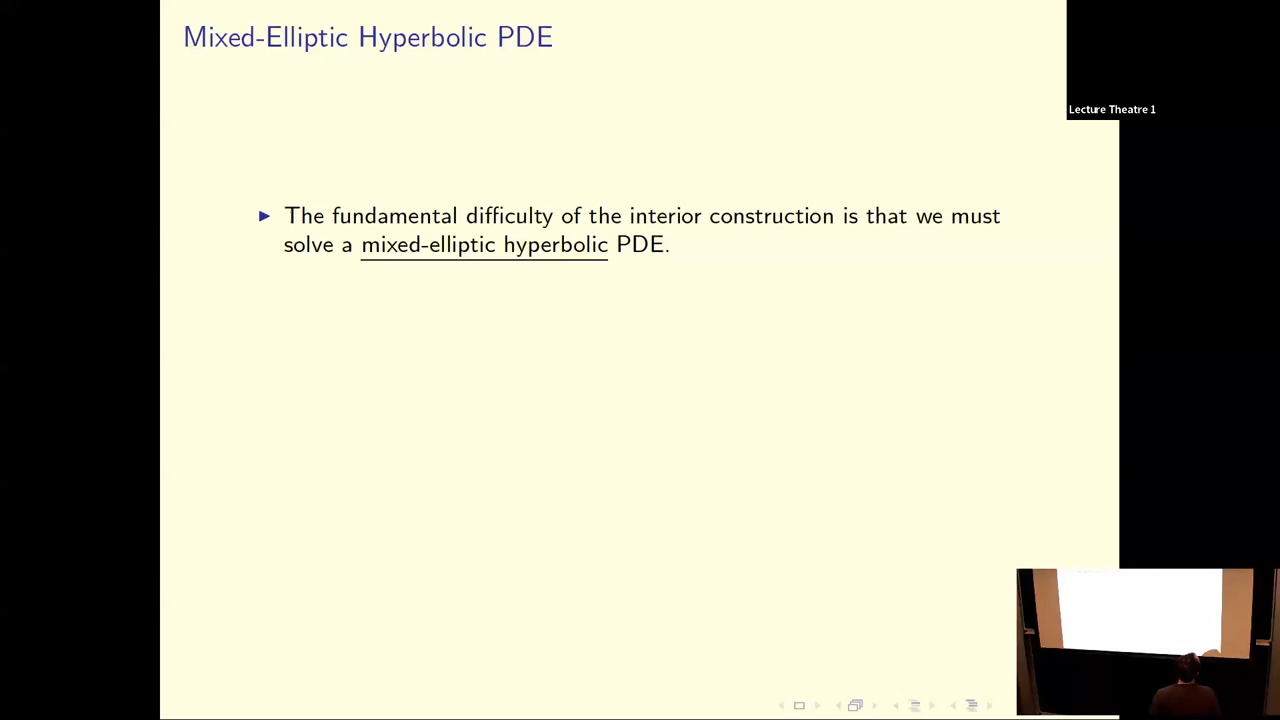 Mixed-Elliptic Hyperbolic PDE
Lecture Theatre 1
▶ The fundamental difficulty of the interior construction is that we must
solve a mixed-elliptic hyperbolic PDE.